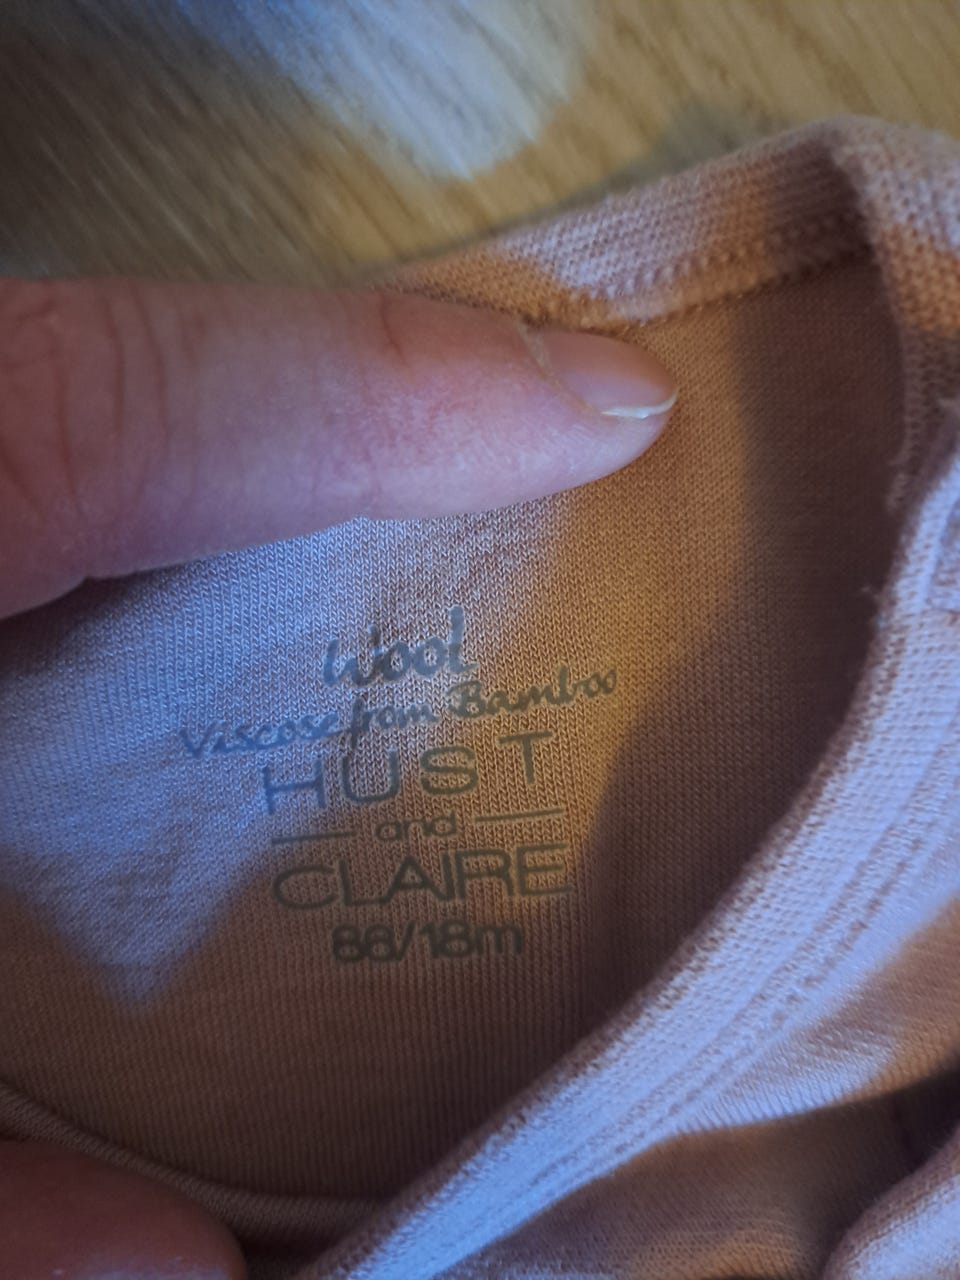 Wool
Viscose from Bamboo
HUST
and
CLAIRE
86/18m